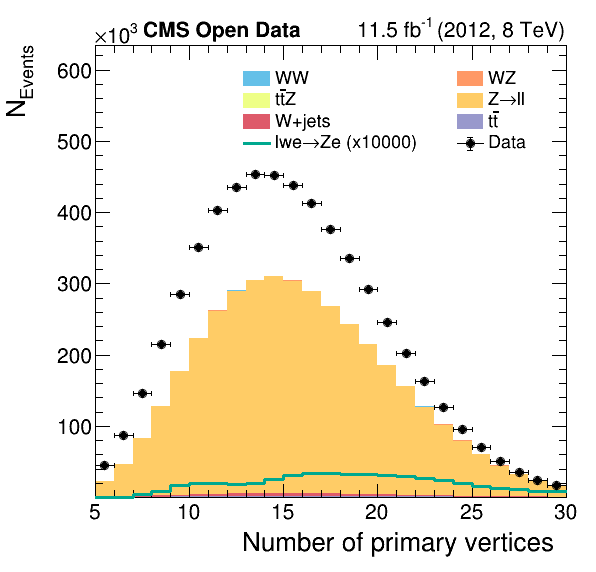 ×10³ CMS Open Data 11.5 fb⁻¹ (2012, 8 TeV)
N_Events
600
500
400
300
200
100
WW WZ
tt̄Z Z→ll
W+jets tt̄
lwe→Ze (x10000) Data
5 10 15 20 25 30
Number of primary vertices